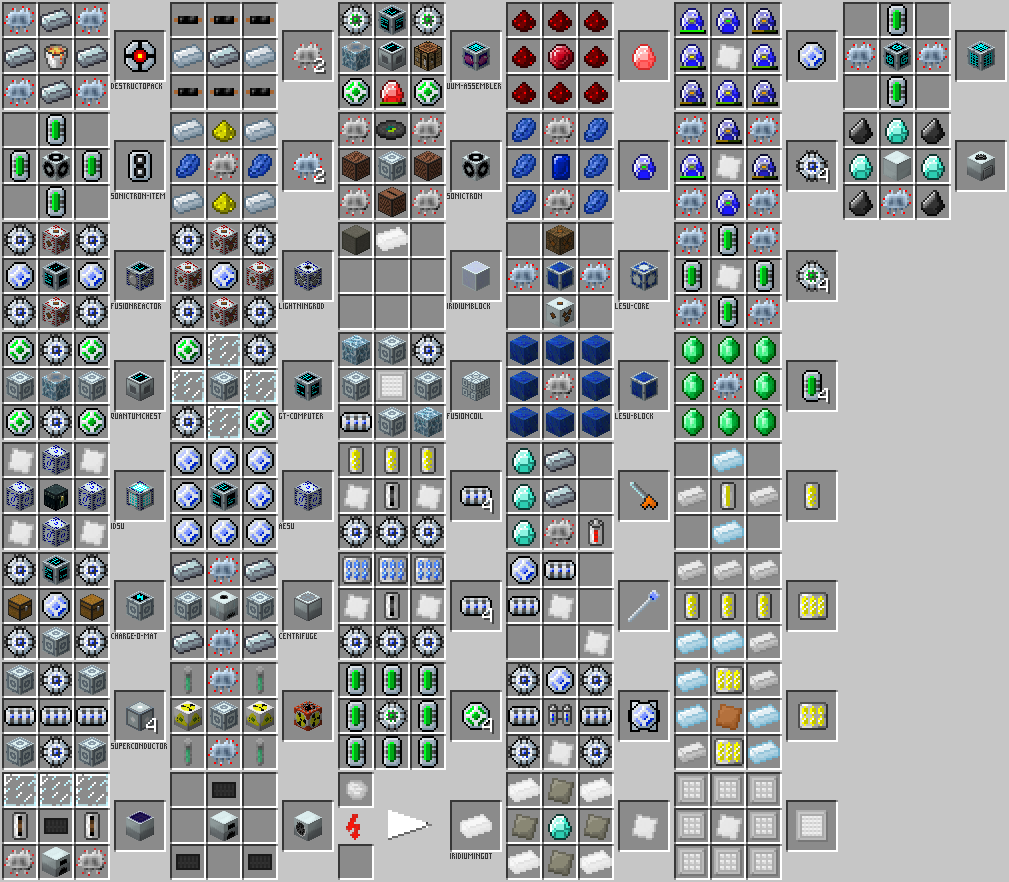 DESTRUCTOPACK
2
UUM-ASSEMBLER
SONICTRON-ITEM
2
SONICTRON
4
FUSIONREACTOR
LIGHTNINGROD
IRIDIUMBLOCK
LESU-CORE
4
QUANTUMCHEST
GT-COMPUTER
FUSIONCOIL
LESU-BLOCK
4
IDSU
AESU
4
CHARGE-O-MAT
CENTRIFUGE
4
SUPERCONDUCTOR
4
4
IRIDIUMINGOT